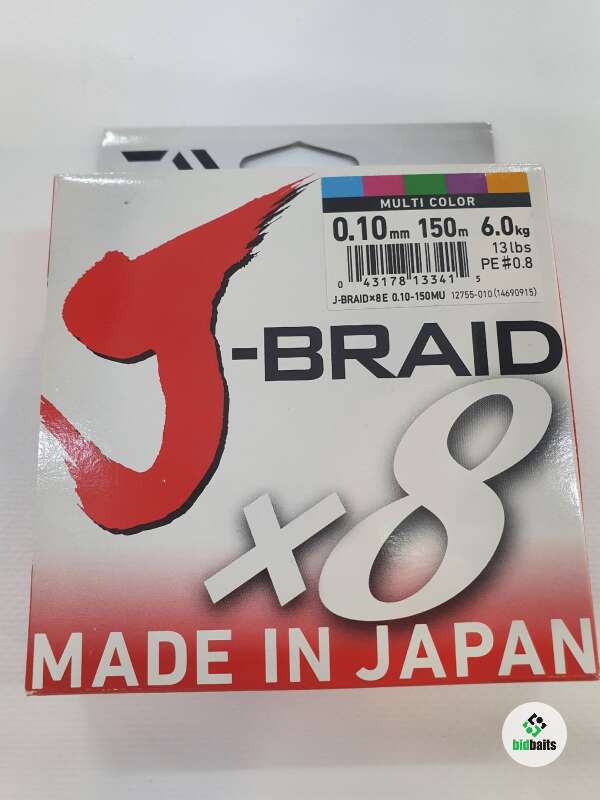 MULTI COLOR
0.10mm 150m 6.0kg
13lbs
PE#0.8
0 43178 13341 5
J-BRAID×8E 0.10-150MU 12755-010(14690915)
J-BRAID
×8
MADE IN JAPAN
bidbaits